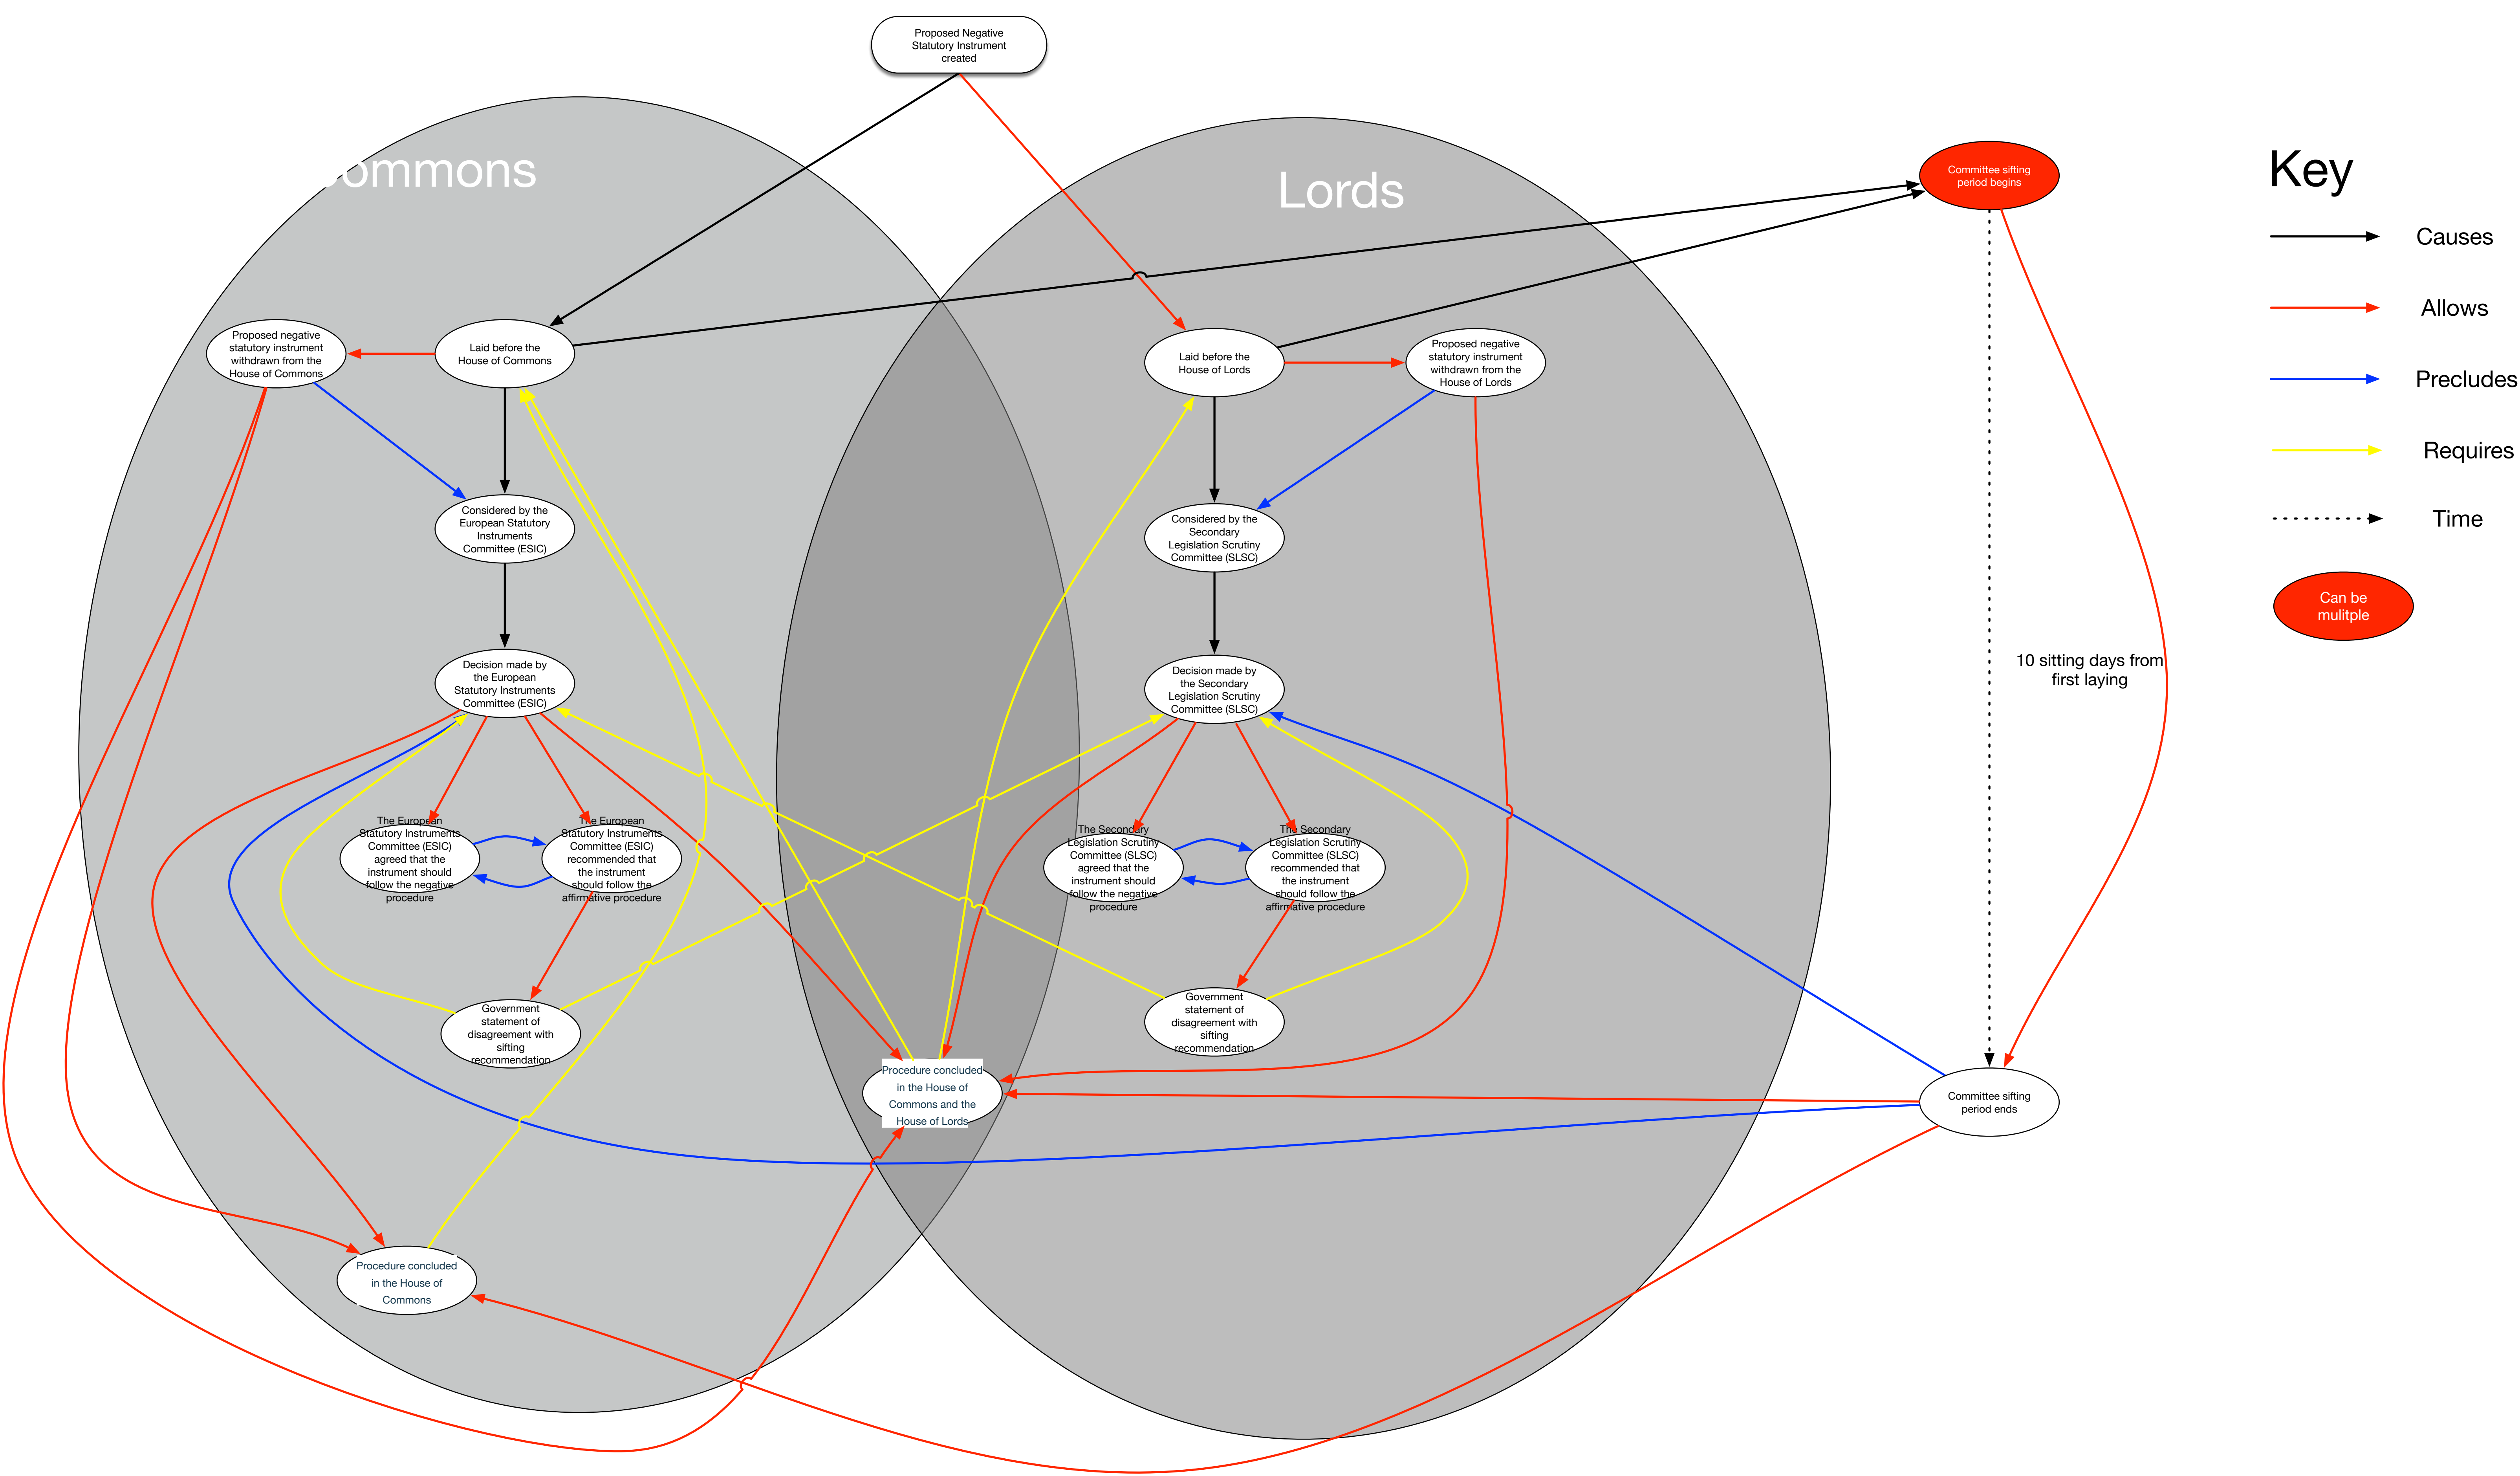 Proposed Negative
Statutory Instrument
created
Commons
Lords
Committee sifting
period begins
Key
Causes
Allows
Precludes
Requires
Time
Can be
mulitple
Proposed negative
statutory instrument
withdrawn from the
House of Commons
Laid before the
House of Commons
Laid before the
House of Lords
Proposed negative
statutory instrument
withdrawn from the
House of Lords
Considered by the
European Statutory
Instruments
Committee (ESIC)
Considered by the
Secondary
Legislation Scrutiny
Committee (SLSC)
Decision made by
the European
Statutory Instruments
Committee (ESIC)
Decision made by
the Secondary
Legislation Scrutiny
Committee (SLSC)
10 sitting days from
first laying
The European
Statutory Instruments
Committee (ESIC)
agreed that the
instrument should
follow the negative
procedure
The European
Statutory Instruments
Committee (ESIC)
recommended that
the instrument
should follow the
affirmative procedure
The Secondary
Legislation Scrutiny
Committee (SLSC)
agreed that the
instrument should
follow the negative
procedure
The Secondary
Legislation Scrutiny
Committee (SLSC)
recommended that
the instrument
should follow the
affirmative procedure
Government
statement of
disagreement with
sifting
recommendation
Government
statement of
disagreement with
sifting
recommendation
Procedure concluded
in the House of
Commons and the
House of Lords
Committee sifting
period ends
Procedure concluded
in the House of
Commons